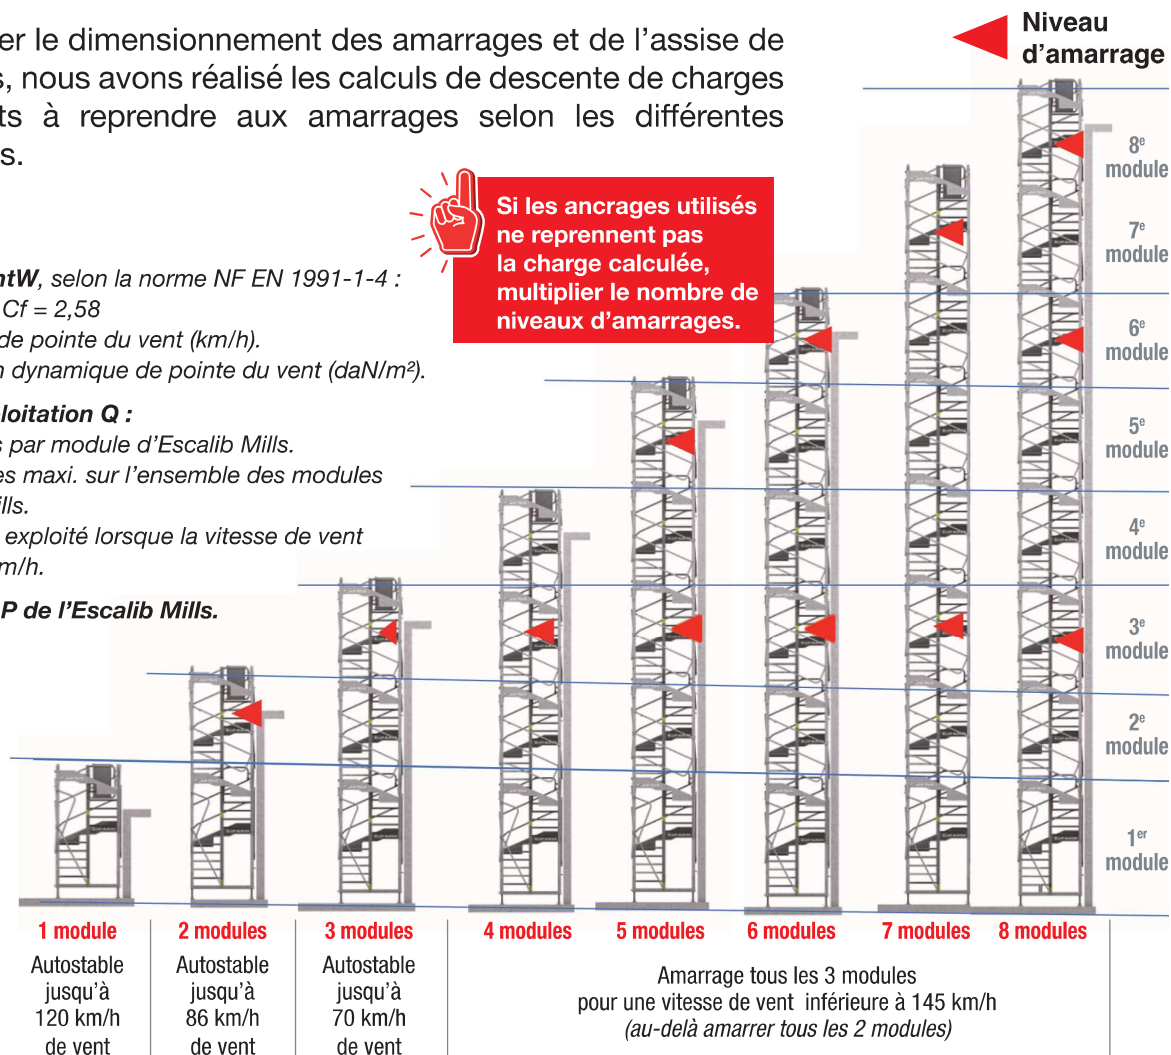 er le dimensionnement des amarrages et de l’assise de
s, nous avons réalisé les calculs de descente de charges
ts à reprendre aux amarrages selon les différentes
s.
Niveau
d’amarrage
Si les ancrages utilisés
ne reprennent pas
la charge calculée,
multiplier le nombre de
niveaux d’amarrages.
ntW, selon la norme NF EN 1991-1-4 :
Cf = 2,58
de pointe du vent (km/h).
n dynamique de pointe du vent (daN/m²).
loitation Q :
s par module d’Escalib Mills.
es maxi. sur l’ensemble des modules
ills.
exploité lorsque la vitesse de vent
m/h.
P de l’Escalib Mills.
8e
module
7e
module
6e
module
5e
module
4e
module
3e
module
2e
module
1er
module
1 module
Autostable
jusqu’à
120 km/h
de vent
2 modules
Autostable
jusqu’à
86 km/h
de vent
3 modules
Autostable
jusqu’à
70 km/h
de vent
4 modules
5 modules
6 modules
7 modules
8 modules
Amarrage tous les 3 modules
pour une vitesse de vent inférieure à 145 km/h
(au-delà amarrer tous les 2 modules)